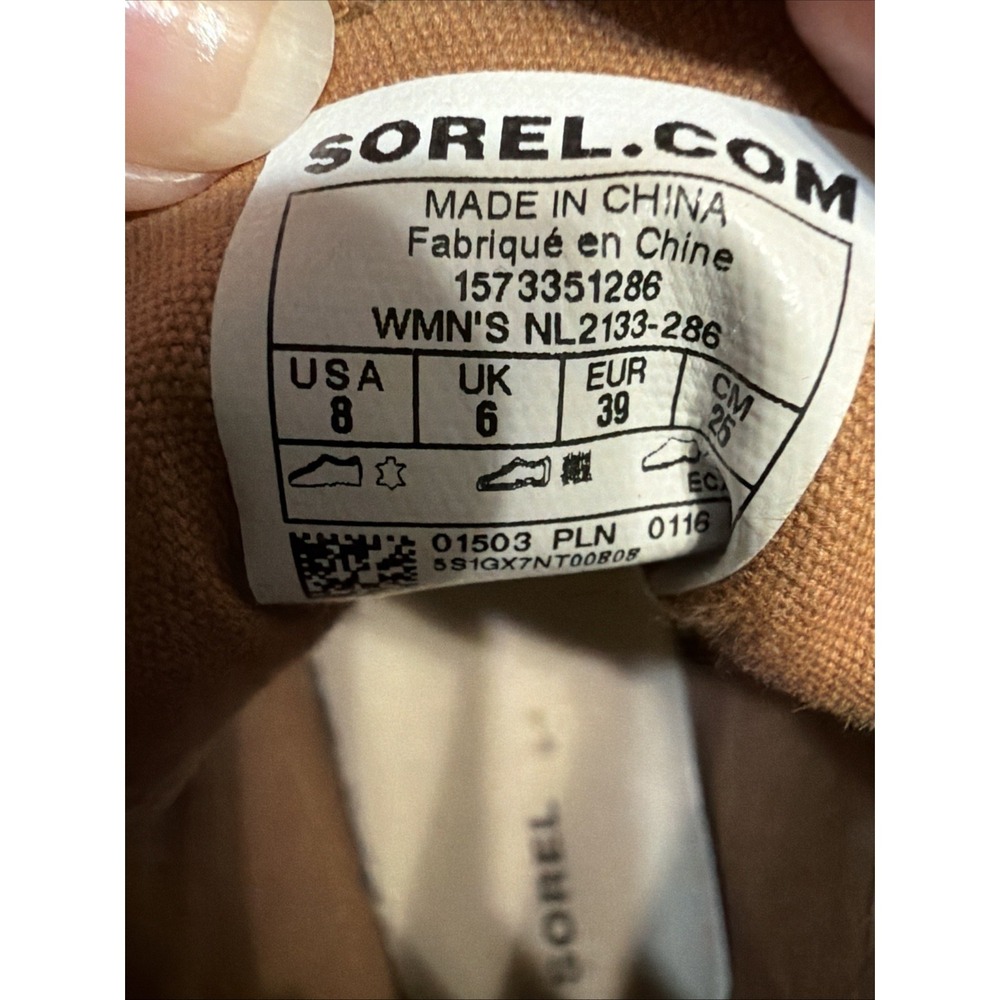 SOREL.COM
MADE IN CHINA
Fabriqué en Chine
1573351286
WMN'S NL2133-286
USA UK EUR CM
8 6 39 25
01503 PLN 0116
SOREL